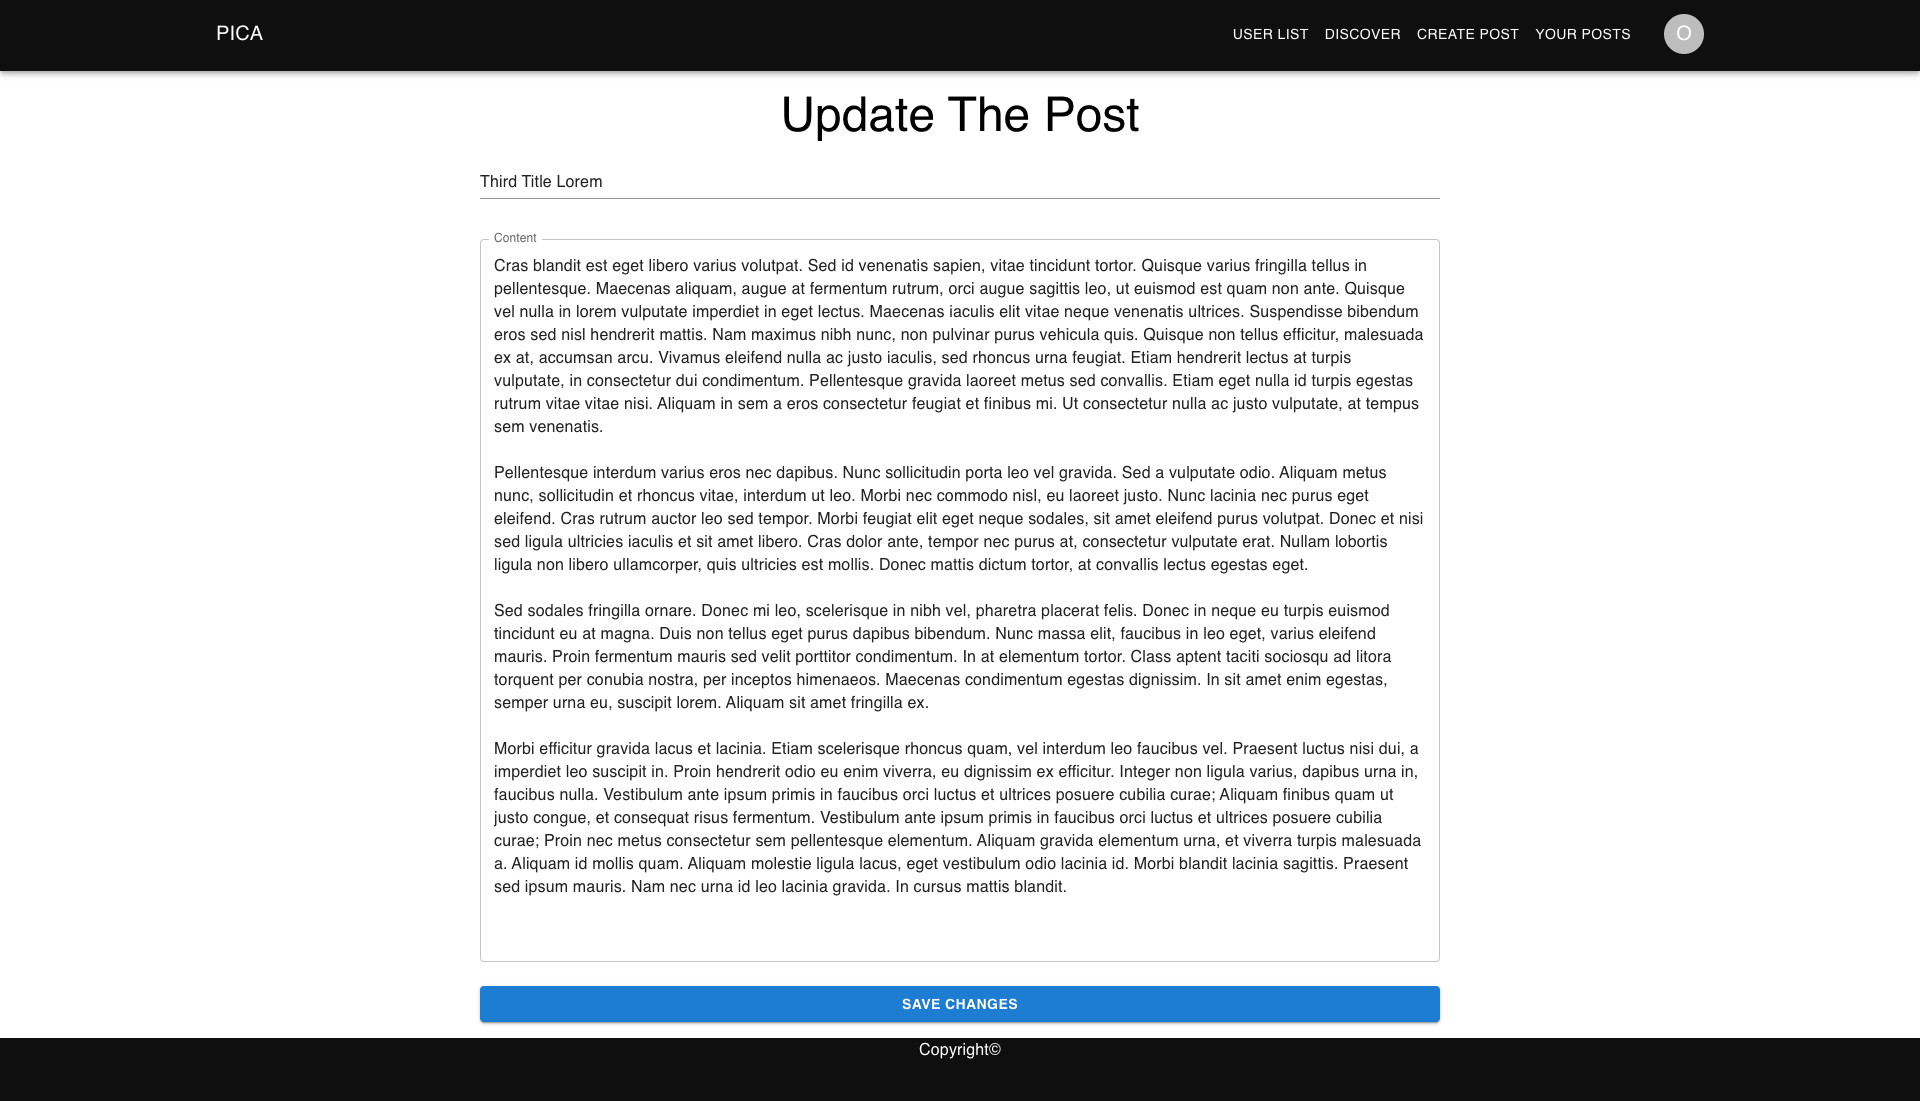 PICA
USER LIST DISCOVER CREATE POST YOUR POSTS O
Update The Post
Third Title Lorem
Content
Cras blandit est eget libero varius volutpat. Sed id venenatis sapien, vitae tincidunt tortor. Quisque varius fringilla tellus in
pellentesque. Maecenas aliquam, augue at fermentum rutrum, orci augue sagittis leo, ut euismod est quam non ante. Quisque
vel nulla in lorem vulputate imperdiet in eget lectus. Maecenas iaculis elit vitae neque venenatis ultrices. Suspendisse bibendum
eros sed nisl hendrerit mattis. Nam maximus nibh nunc, non pulvinar purus vehicula quis. Quisque non tellus efficitur, malesuada
ex at, accumsan arcu. Vivamus eleifend nulla ac justo iaculis, sed rhoncus urna feugiat. Etiam hendrerit lectus at turpis
vulputate, in consectetur dui condimentum. Pellentesque gravida laoreet metus sed convallis. Etiam eget nulla id turpis egestas
rutrum vitae vitae nisi. Aliquam in sem a eros consectetur feugiat et finibus mi. Ut consectetur nulla ac justo vulputate, at tempus
sem venenatis.
Pellentesque interdum varius eros nec dapibus. Nunc sollicitudin porta leo vel gravida. Sed a vulputate odio. Aliquam metus
nunc, sollicitudin et rhoncus vitae, interdum ut leo. Morbi nec commodo nisl, eu laoreet justo. Nunc lacinia nec purus eget
eleifend. Cras rutrum auctor leo sed tempor. Morbi feugiat elit eget neque sodales, sit amet eleifend purus volutpat. Donec et nisi
sed ligula ultricies iaculis et sit amet libero. Cras dolor ante, tempor nec purus at, consectetur vulputate erat. Nullam lobortis
ligula non libero ullamcorper, quis ultricies est mollis. Donec mattis dictum tortor, at convallis lectus egestas eget.
Sed sodales fringilla ornare. Donec mi leo, scelerisque in nibh vel, pharetra placerat felis. Donec in neque eu turpis euismod
tincidunt eu at magna. Duis non tellus eget purus dapibus bibendum. Nunc massa elit, faucibus in leo eget, varius eleifend
mauris. Proin fermentum mauris sed velit porttitor condimentum. In at elementum tortor. Class aptent taciti sociosqu ad litora
torquent per conubia nostra, per inceptos himenaeos. Maecenas condimentum egestas dignissim. In sit amet enim egestas,
semper urna eu, suscipit lorem. Aliquam sit amet fringilla ex.
Morbi efficitur gravida lacus et lacinia. Etiam scelerisque rhoncus quam, vel interdum leo faucibus vel. Praesent luctus nisi dui, a
imperdiet leo suscipit in. Proin hendrerit odio eu enim viverra, eu dignissim ex efficitur. Integer non ligula varius, dapibus urna in,
faucibus nulla. Vestibulum ante ipsum primis in faucibus orci luctus et ultrices posuere cubilia curae; Aliquam finibus quam ut
justo congue, et consequat risus fermentum. Vestibulum ante ipsum primis in faucibus orci luctus et ultrices posuere cubilia
curae; Proin nec metus consectetur sem pellentesque elementum. Aliquam gravida elementum urna, et viverra turpis malesuada
a. Aliquam id mollis quam. Aliquam molestie ligula lacus, eget vestibulum odio lacinia id. Morbi blandit lacinia sagittis. Praesent
sed ipsum mauris. Nam nec urna id leo lacinia gravida. In cursus mattis blandit.
SAVE CHANGES
Copyright©